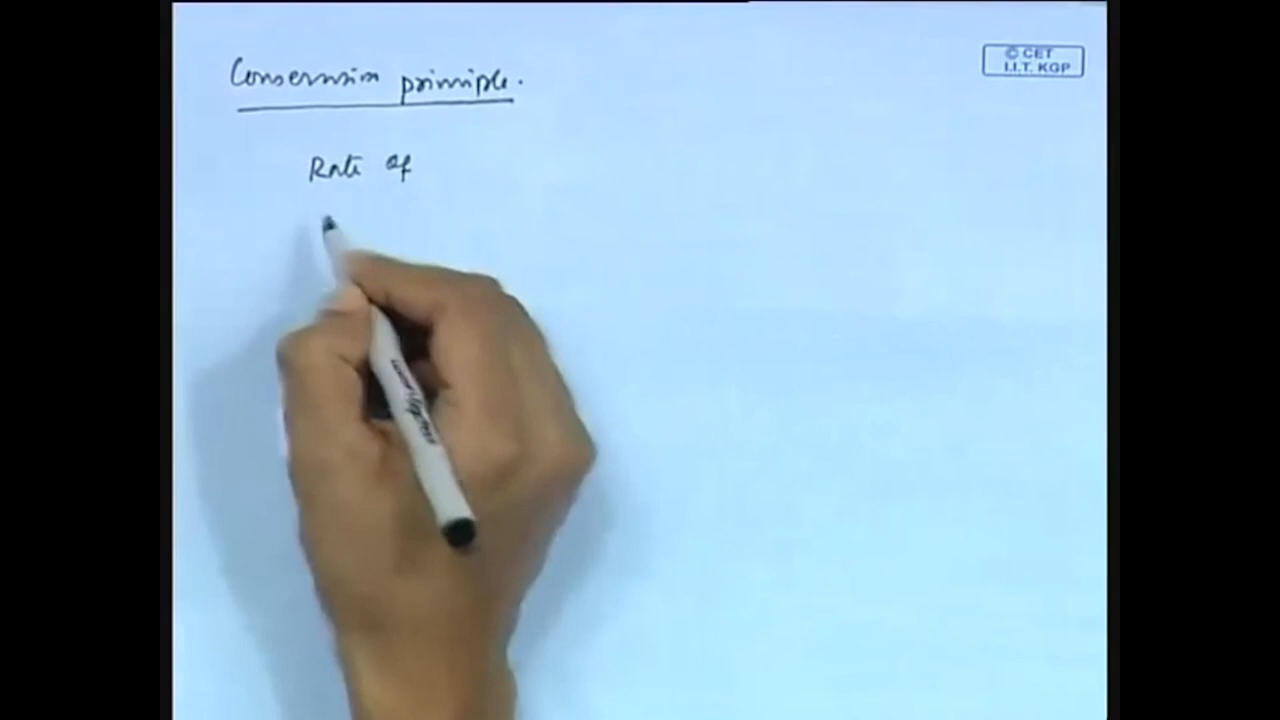 Conservation principle.
© CET
I.I.T. KGP
Rate of